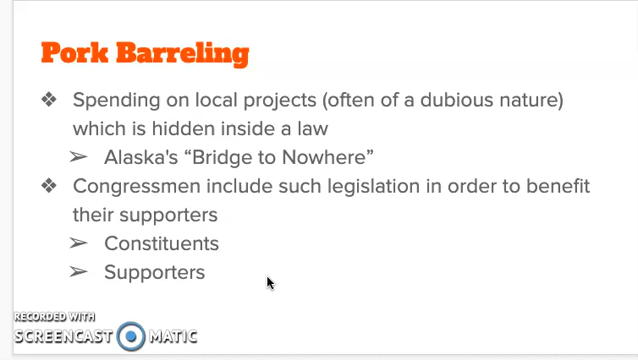 Pork Barreling
❖ Spending on local projects (often of a dubious nature)
which is hidden inside a law
➢ Alaska's “Bridge to Nowhere”
❖ Congressmen include such legislation in order to benefit
their supporters
➢ Constituents
➢ Supporters
RECORDED WITH
SCREENCAST MATIC